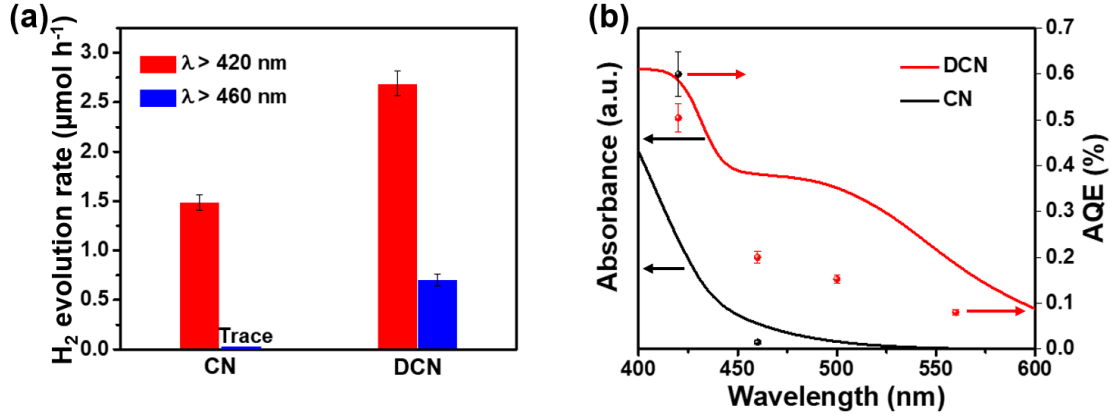 (a)
H₂ evolution rate (μmol h⁻¹)
3.0
2.5
2.0
1.5
1.0
0.5
0.0
λ > 420 nm
λ > 460 nm
Trace
CN
DCN
(b)
Absorbance (a.u.)
DCN
CN
0.7
0.6
0.5
0.4
0.3
0.2
0.1
0.0
AQE (%)
400
450
500
550
600
Wavelength (nm)